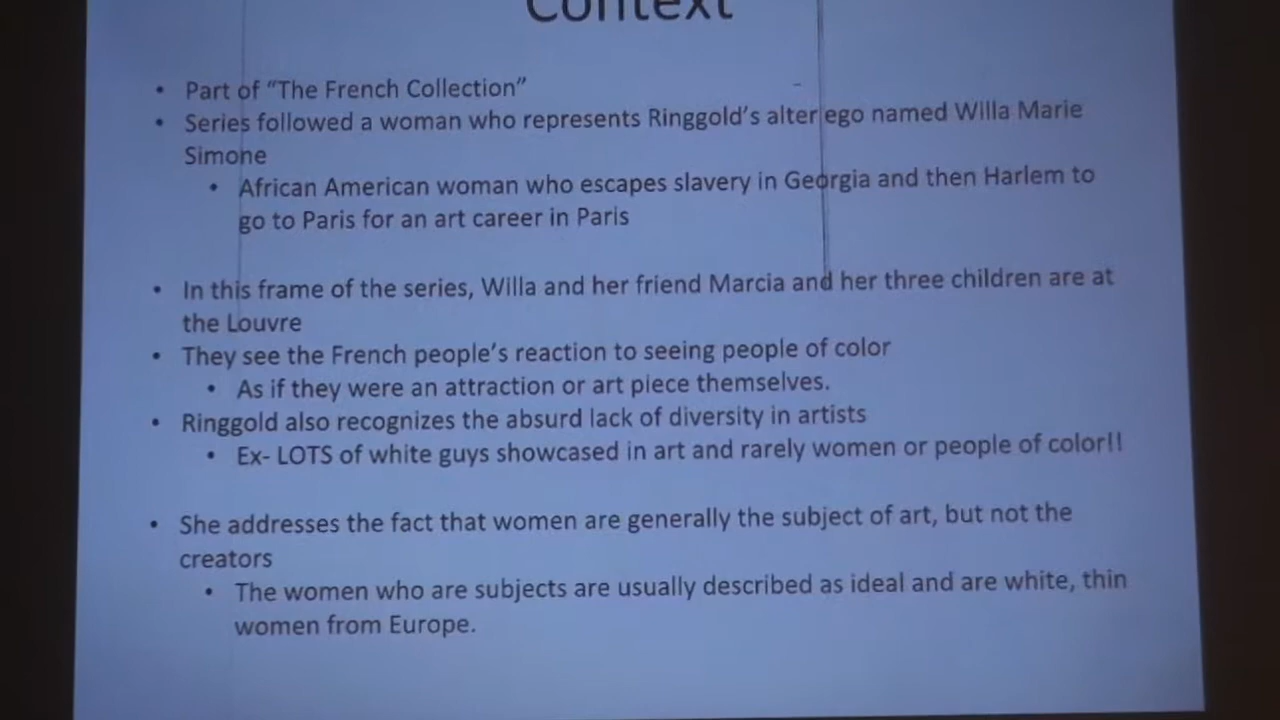 Context
• Part of “The French Collection”
• Series followed a woman who represents Ringgold’s alter ego named Willa Marie
Simone
• African American woman who escapes slavery in Georgia and then Harlem to
go to Paris for an art career in Paris
• In this frame of the series, Willa and her friend Marcia and her three children are at
the Louvre
• They see the French people’s reaction to seeing people of color
• As if they were an attraction or art piece themselves.
• Ringgold also recognizes the absurd lack of diversity in artists
• Ex- LOTS of white guys showcased in art and rarely women or people of color!!
• She addresses the fact that women are generally the subject of art, but not the
creators
• The women who are subjects are usually described as ideal and are white, thin
women from Europe.